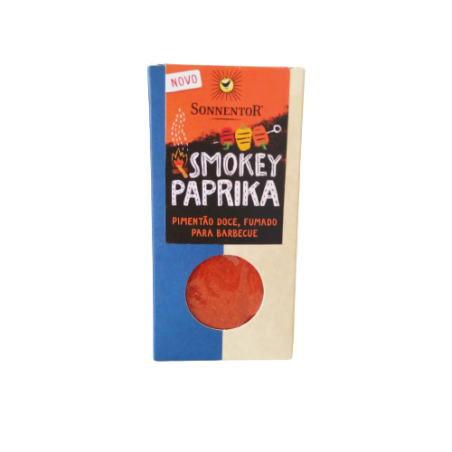 NOVO
SONNENTOR
SMOKEY
PAPRIKA
PIMENTÃO DOCE, FUMADO
PARA BARBECUE